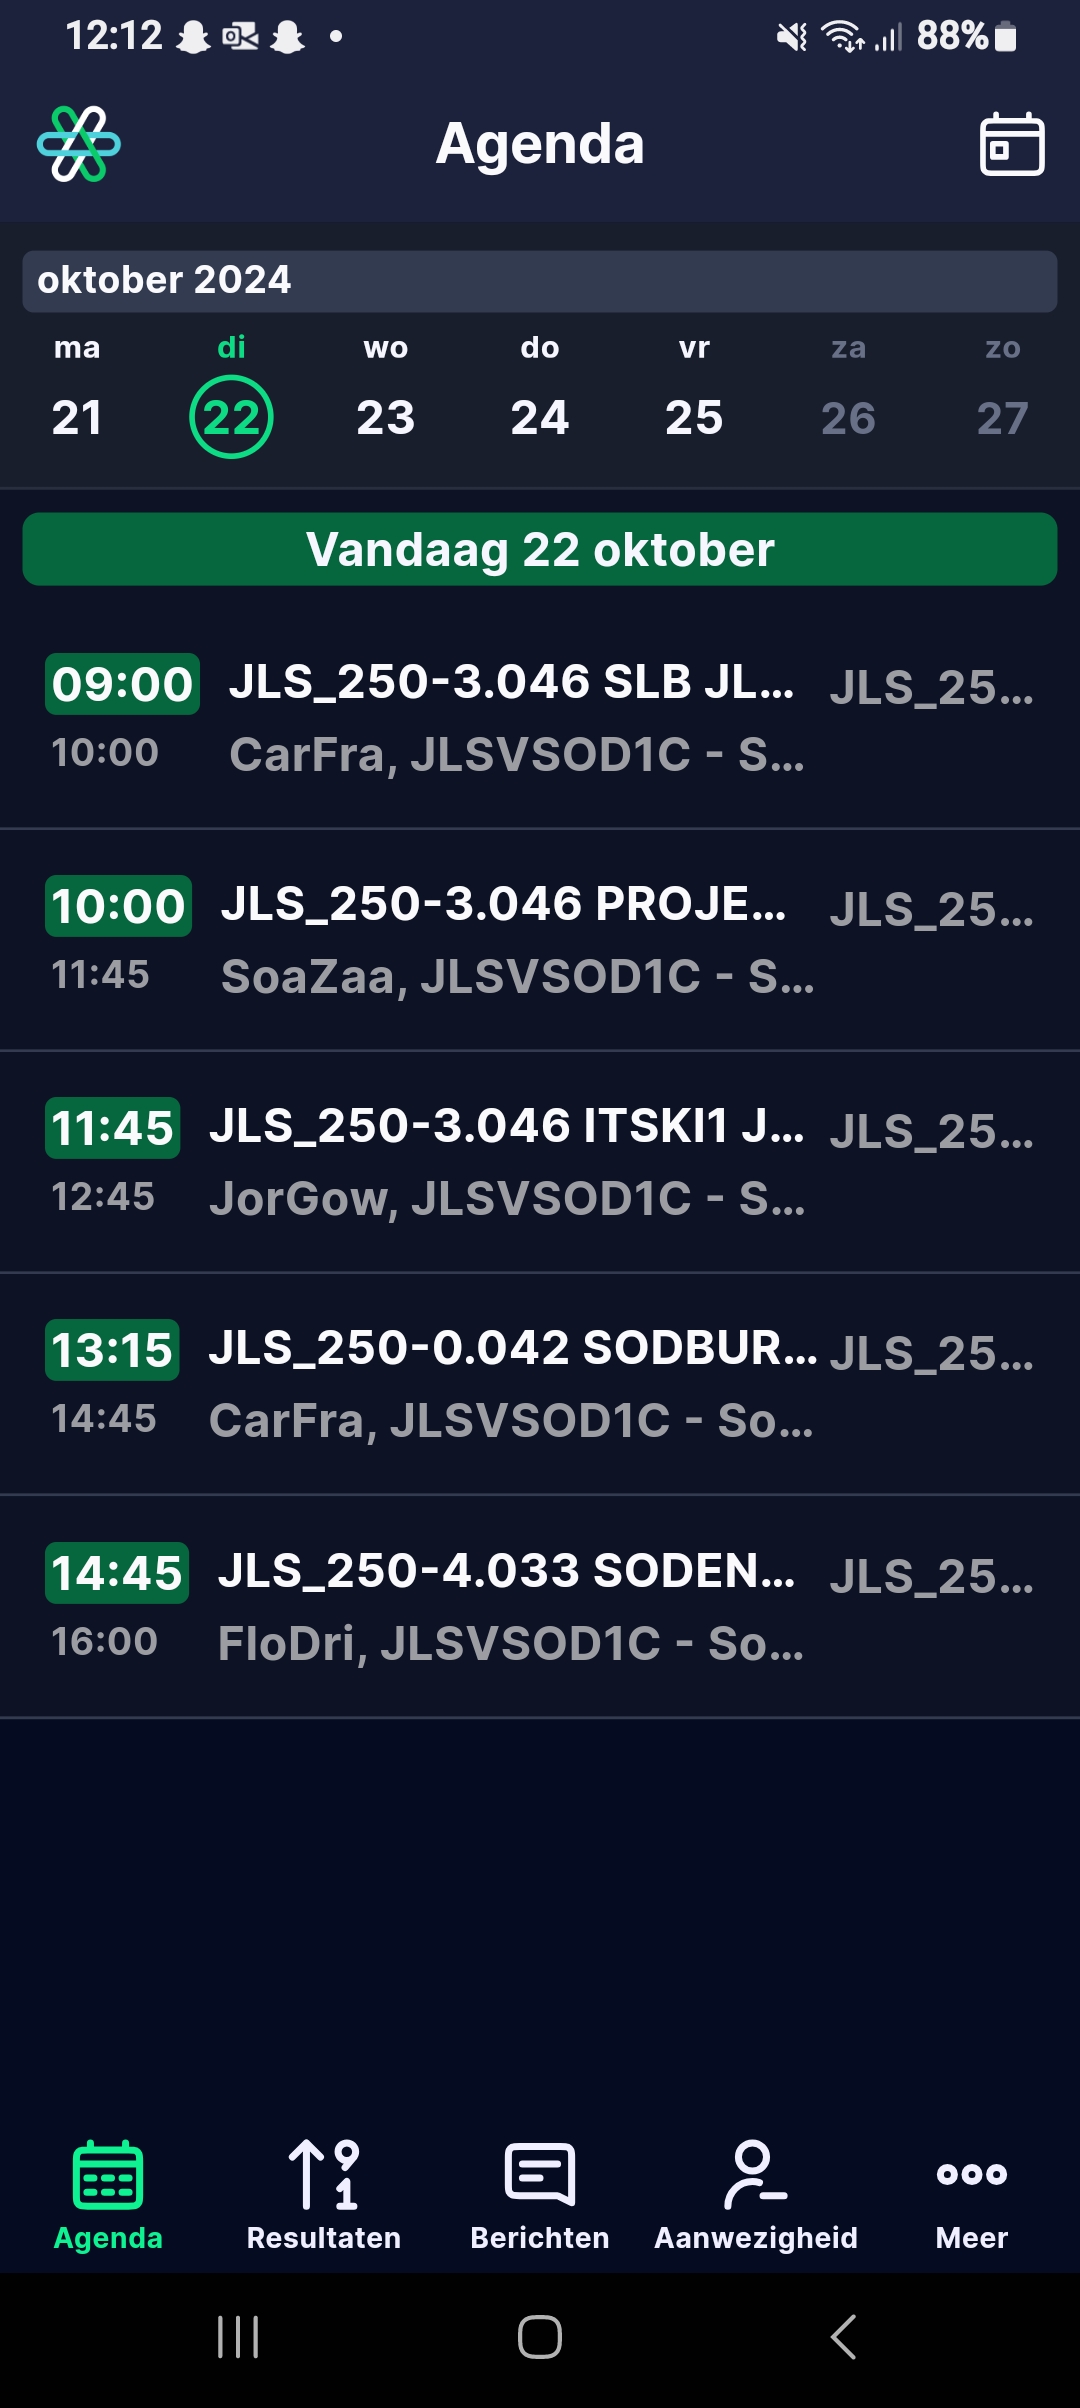 12:12 88%
Agenda
oktober 2024
ma di wo do vr za zo
21 22 23 24 25 26 27
Vandaag 22 oktober
09:00 JLS_250-3.046 SLB JL... JLS_25...
10:00 CarFra, JLSVSOD1C - S...
10:00 JLS_250-3.046 PROJE... JLS_25...
11:45 SoaZaa, JLSVSOD1C - S...
11:45 JLS_250-3.046 ITSKI1 J... JLS_25...
12:45 JorGow, JLSVSOD1C - S...
13:15 JLS_250-0.042 SODBUR... JLS_25...
14:45 CarFra, JLSVSOD1C - So...
14:45 JLS_250-4.033 SODEN... JLS_25...
16:00 FloDri, JLSVSOD1C - So...
Agenda Resultaten Berichten Aanwezigheid Meer